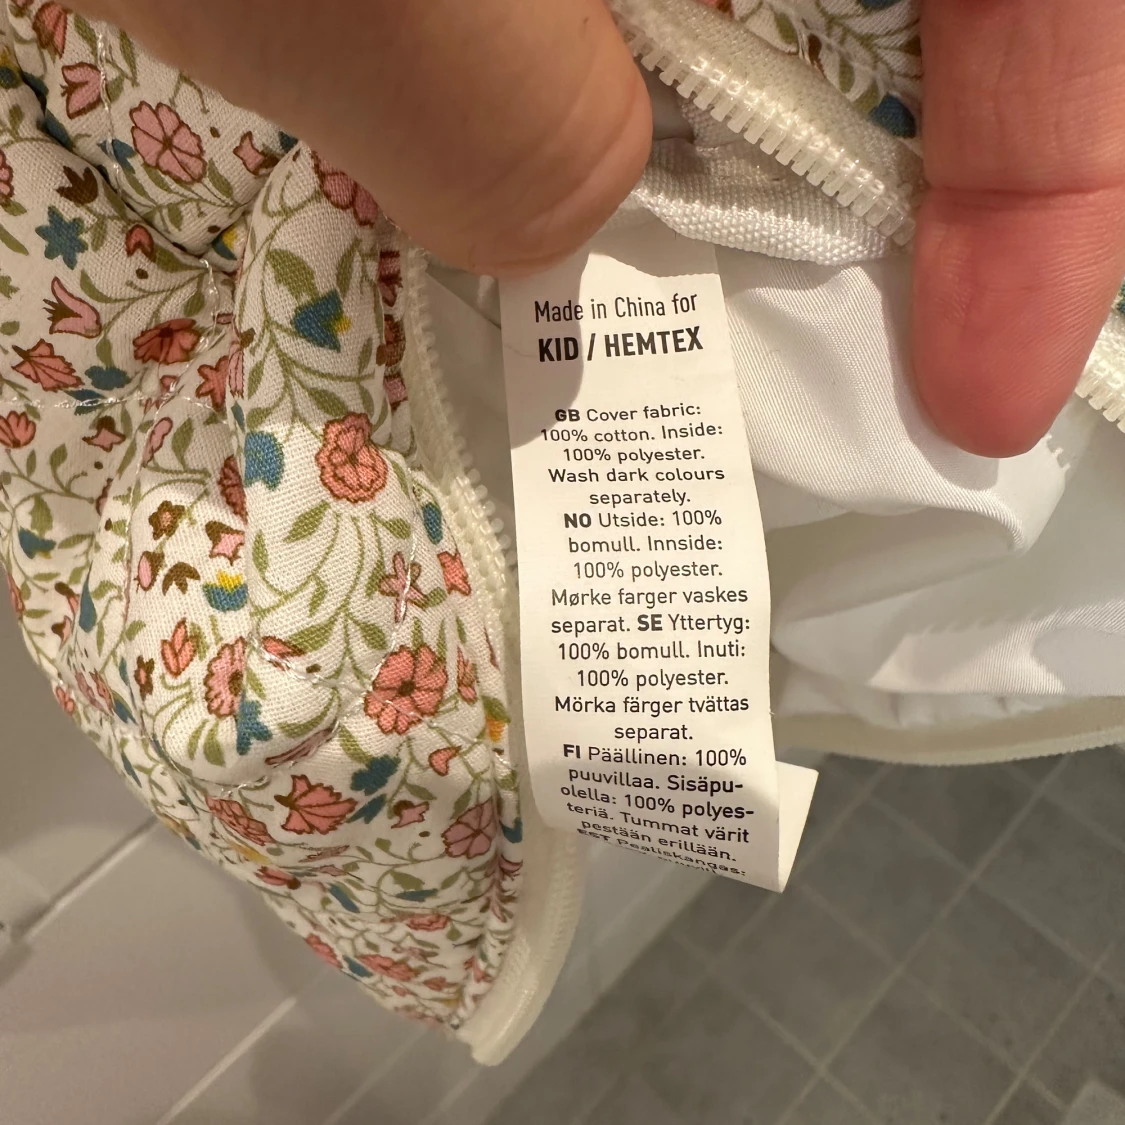 Made in China for
KID / HEMTEX
GB Cover fabric:
100% cotton. Inside:
100% polyester.
Wash dark colours
separately.
NO Utside: 100%
bomull. Innside:
100% polyester.
Mørke farger vaskes
separat. SE Yttertyg:
100% bomull. Inuti:
100% polyester.
Mörka färger tvättas
separat.
FI Päällinen: 100%
puuvillaa. Sisäpu-
olella: 100% polyes-
teriä. Tummat värit
pestään erillään.
EST Pealiskangas: